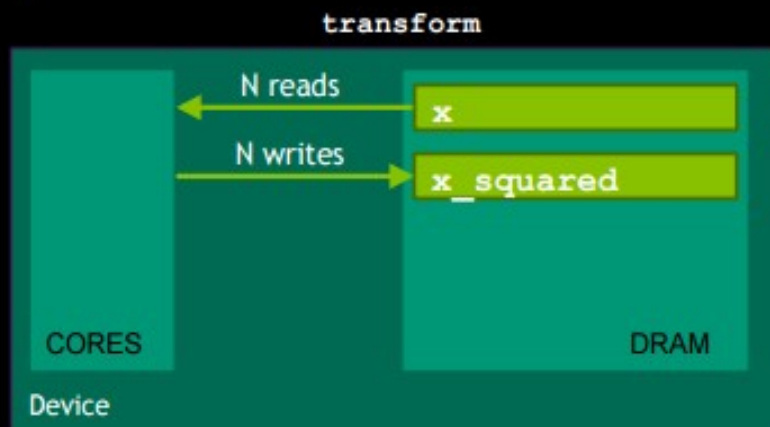 transform
N reads
x
N writes
x_squared
CORES
DRAM
Device